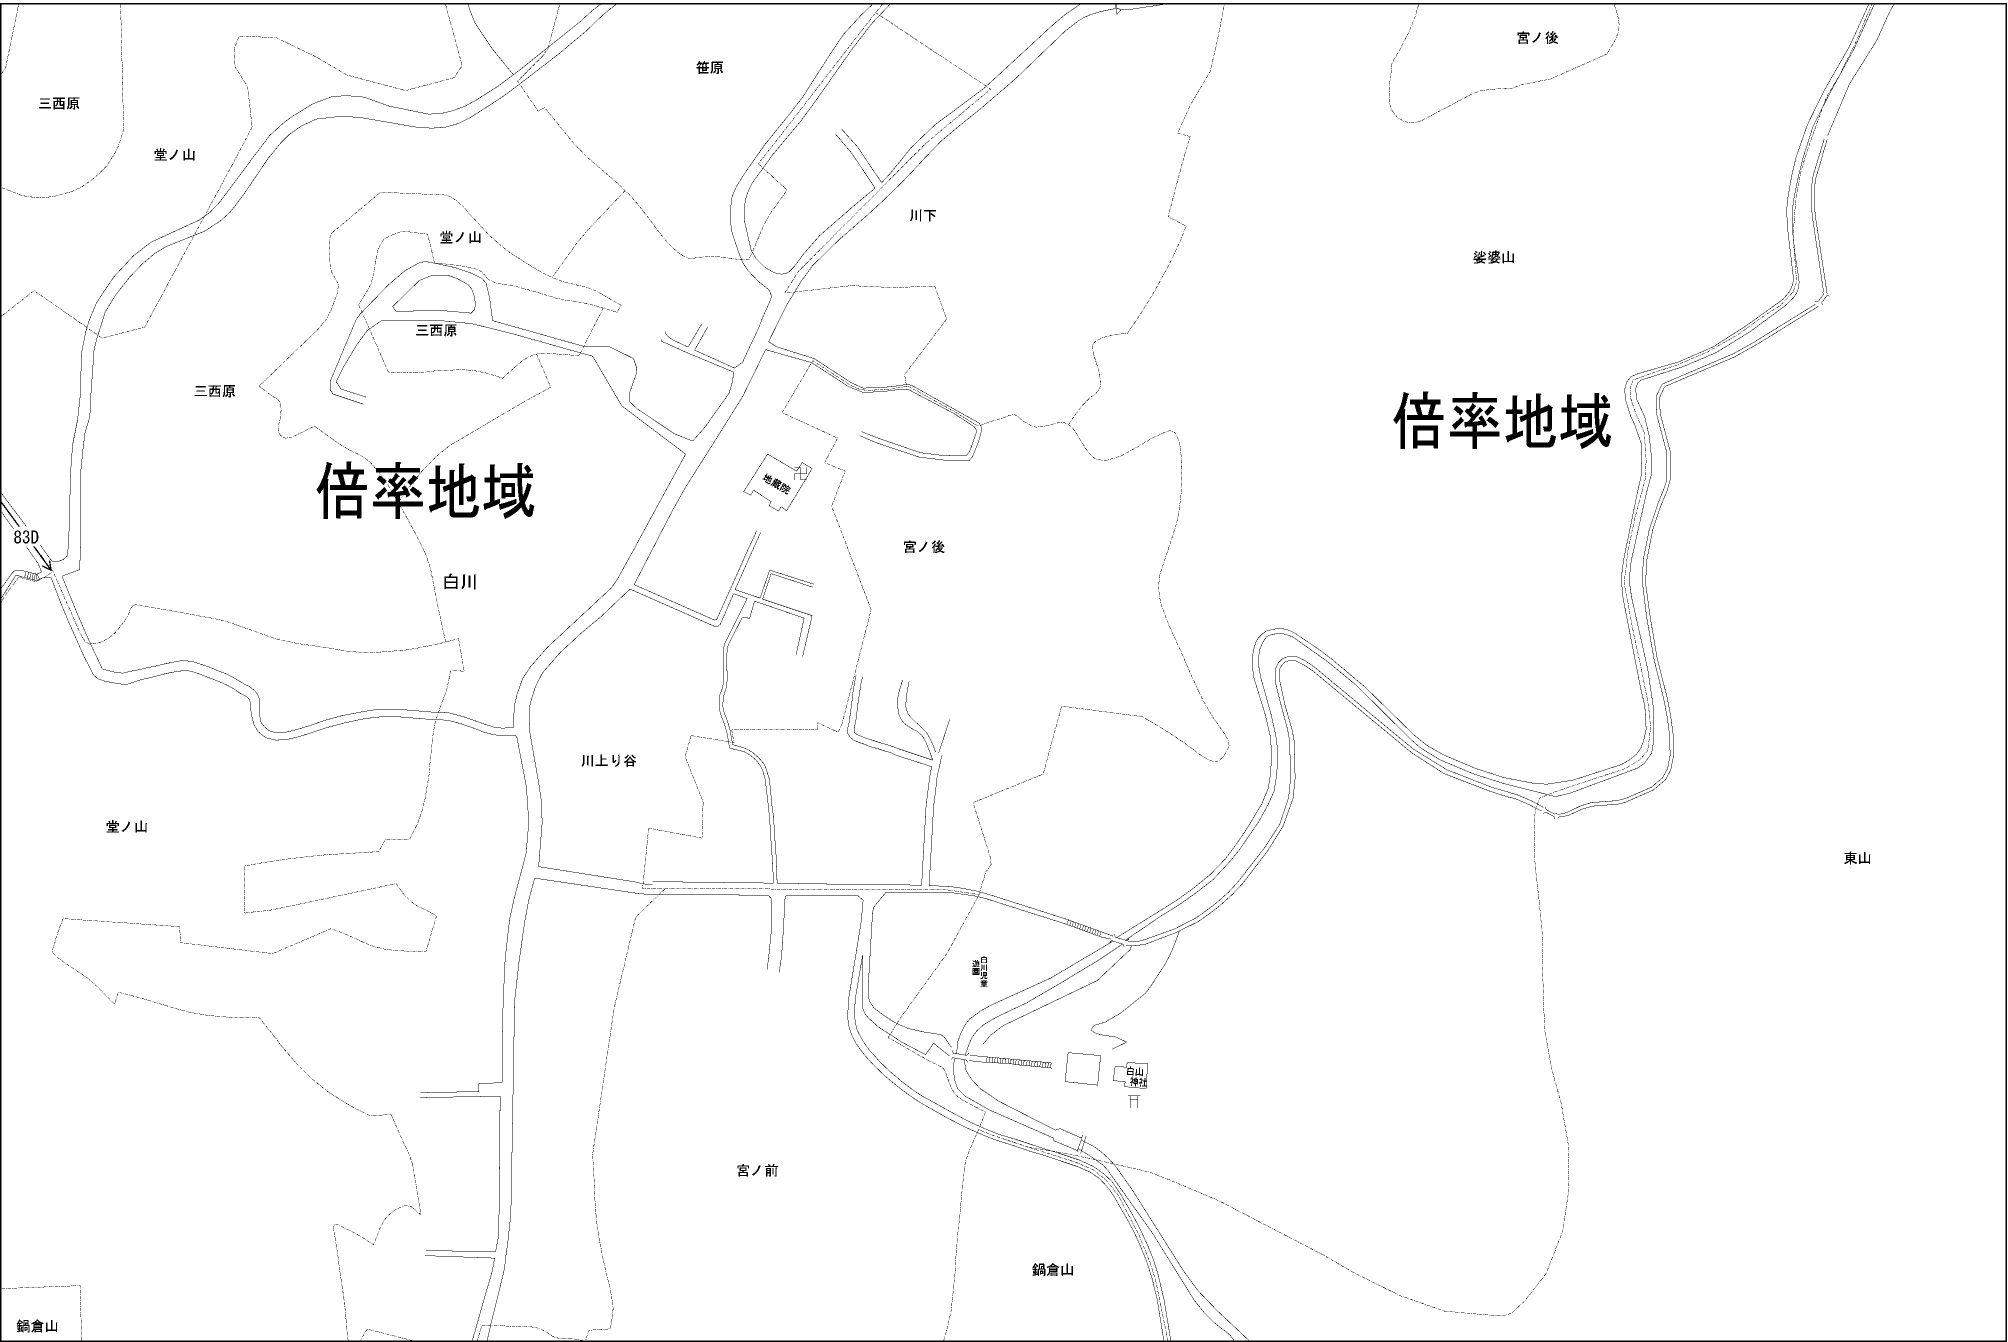 宮ノ後
笹原
三西原
堂ノ山
川下
堂ノ山
娑婆山
三西原
三西原
倍率地域
倍率地域
地蔵院
83D
宮ノ後
白川
川上り谷
堂ノ山
東山
白川児童
遊園
白山
神社
宮ノ前
鍋倉山
鍋倉山